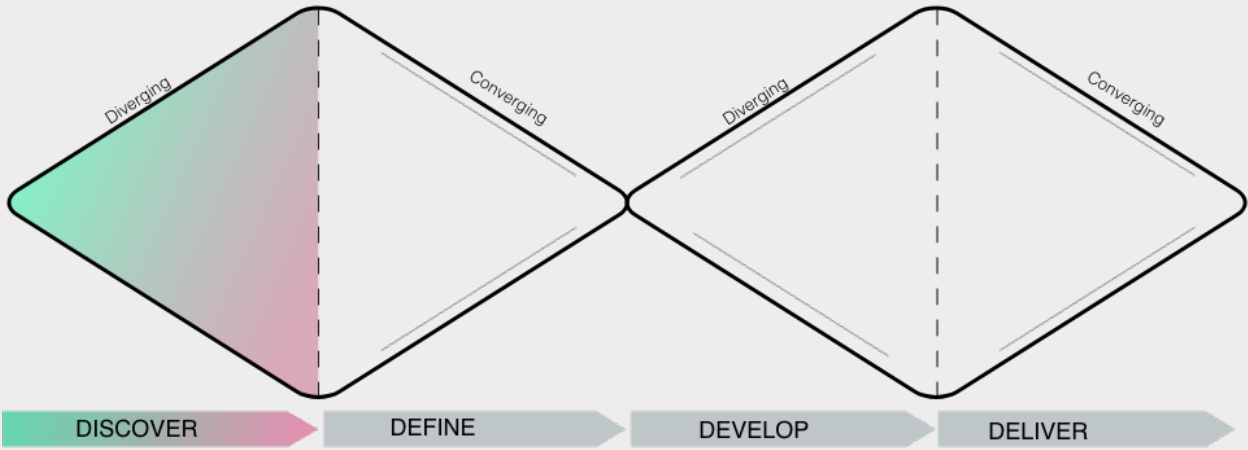 Diverging
Converging
Diverging
Converging
DISCOVER
DEFINE
DEVELOP
DELIVER